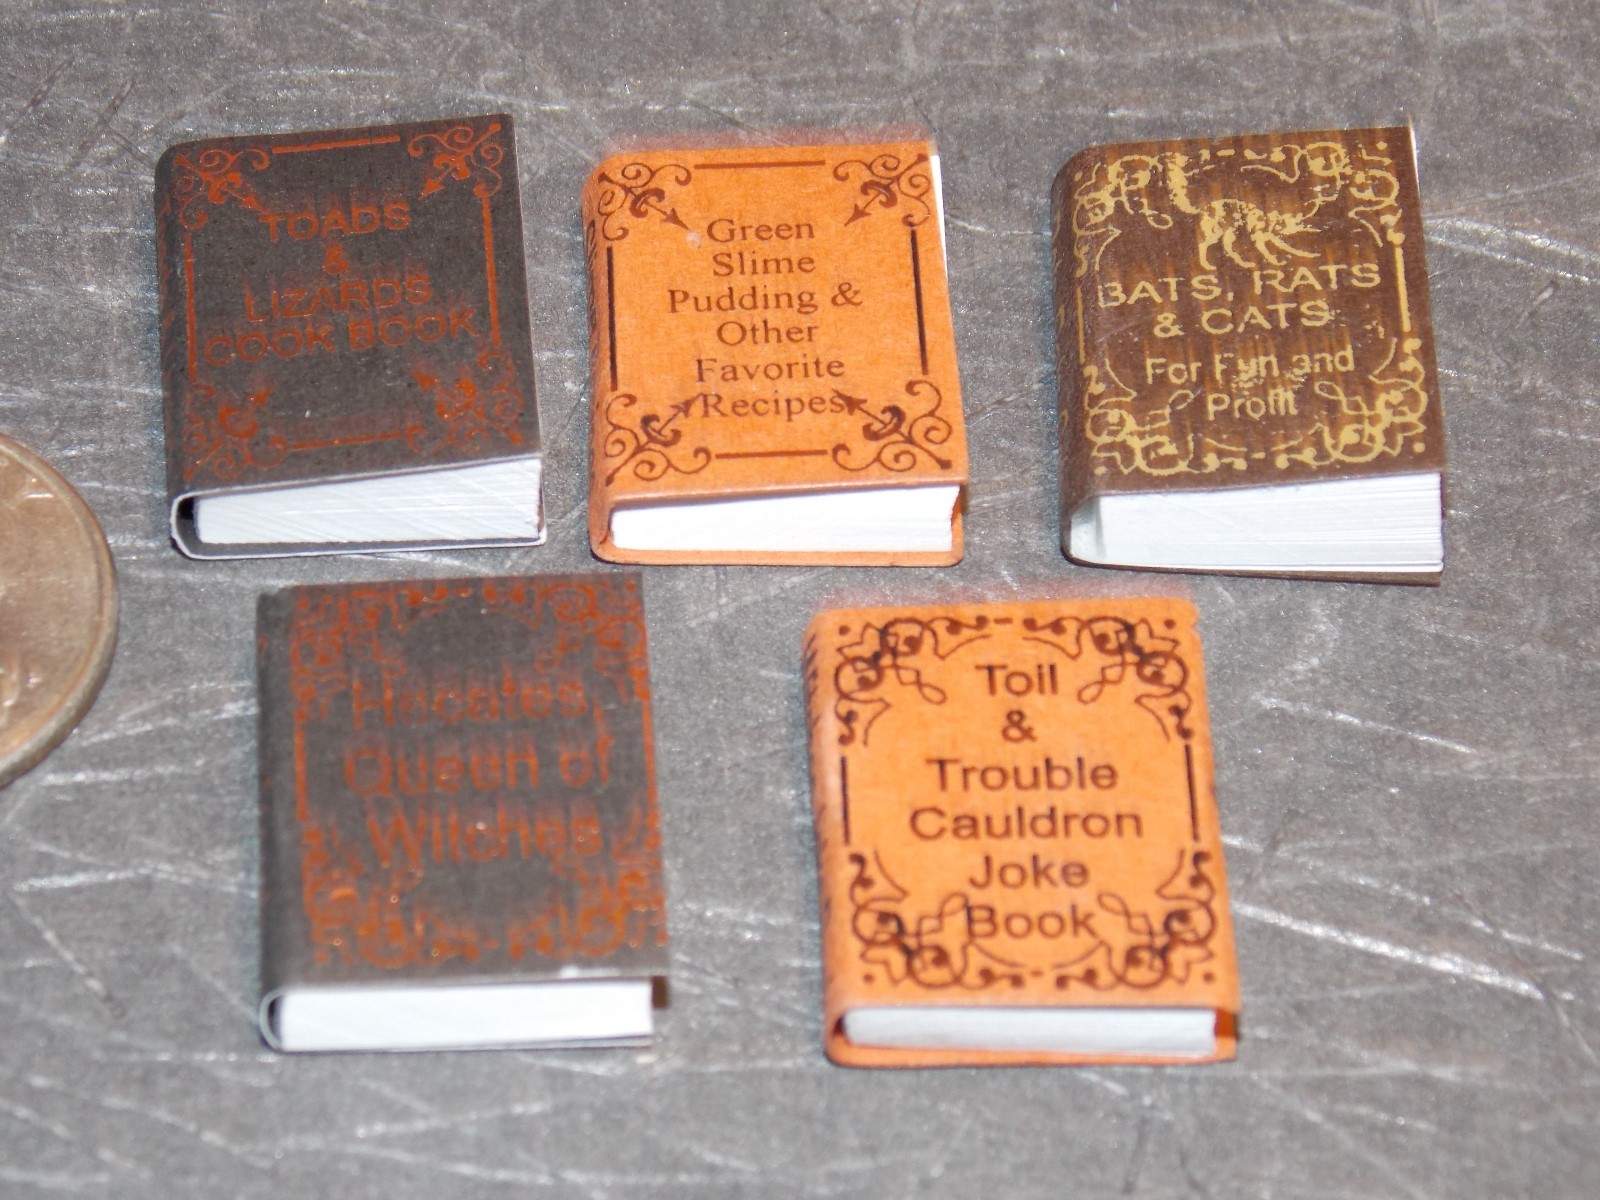 TOADS
&
LIZARDS
COOK BOOK
Green
Slime
Pudding &
Other
Favorite
Recipes
BATS, RATS
& CATS
For Fun and
Profit
Hecates,
Queen of
Witches
Toil
&
Trouble
Cauldron
Joke
Book